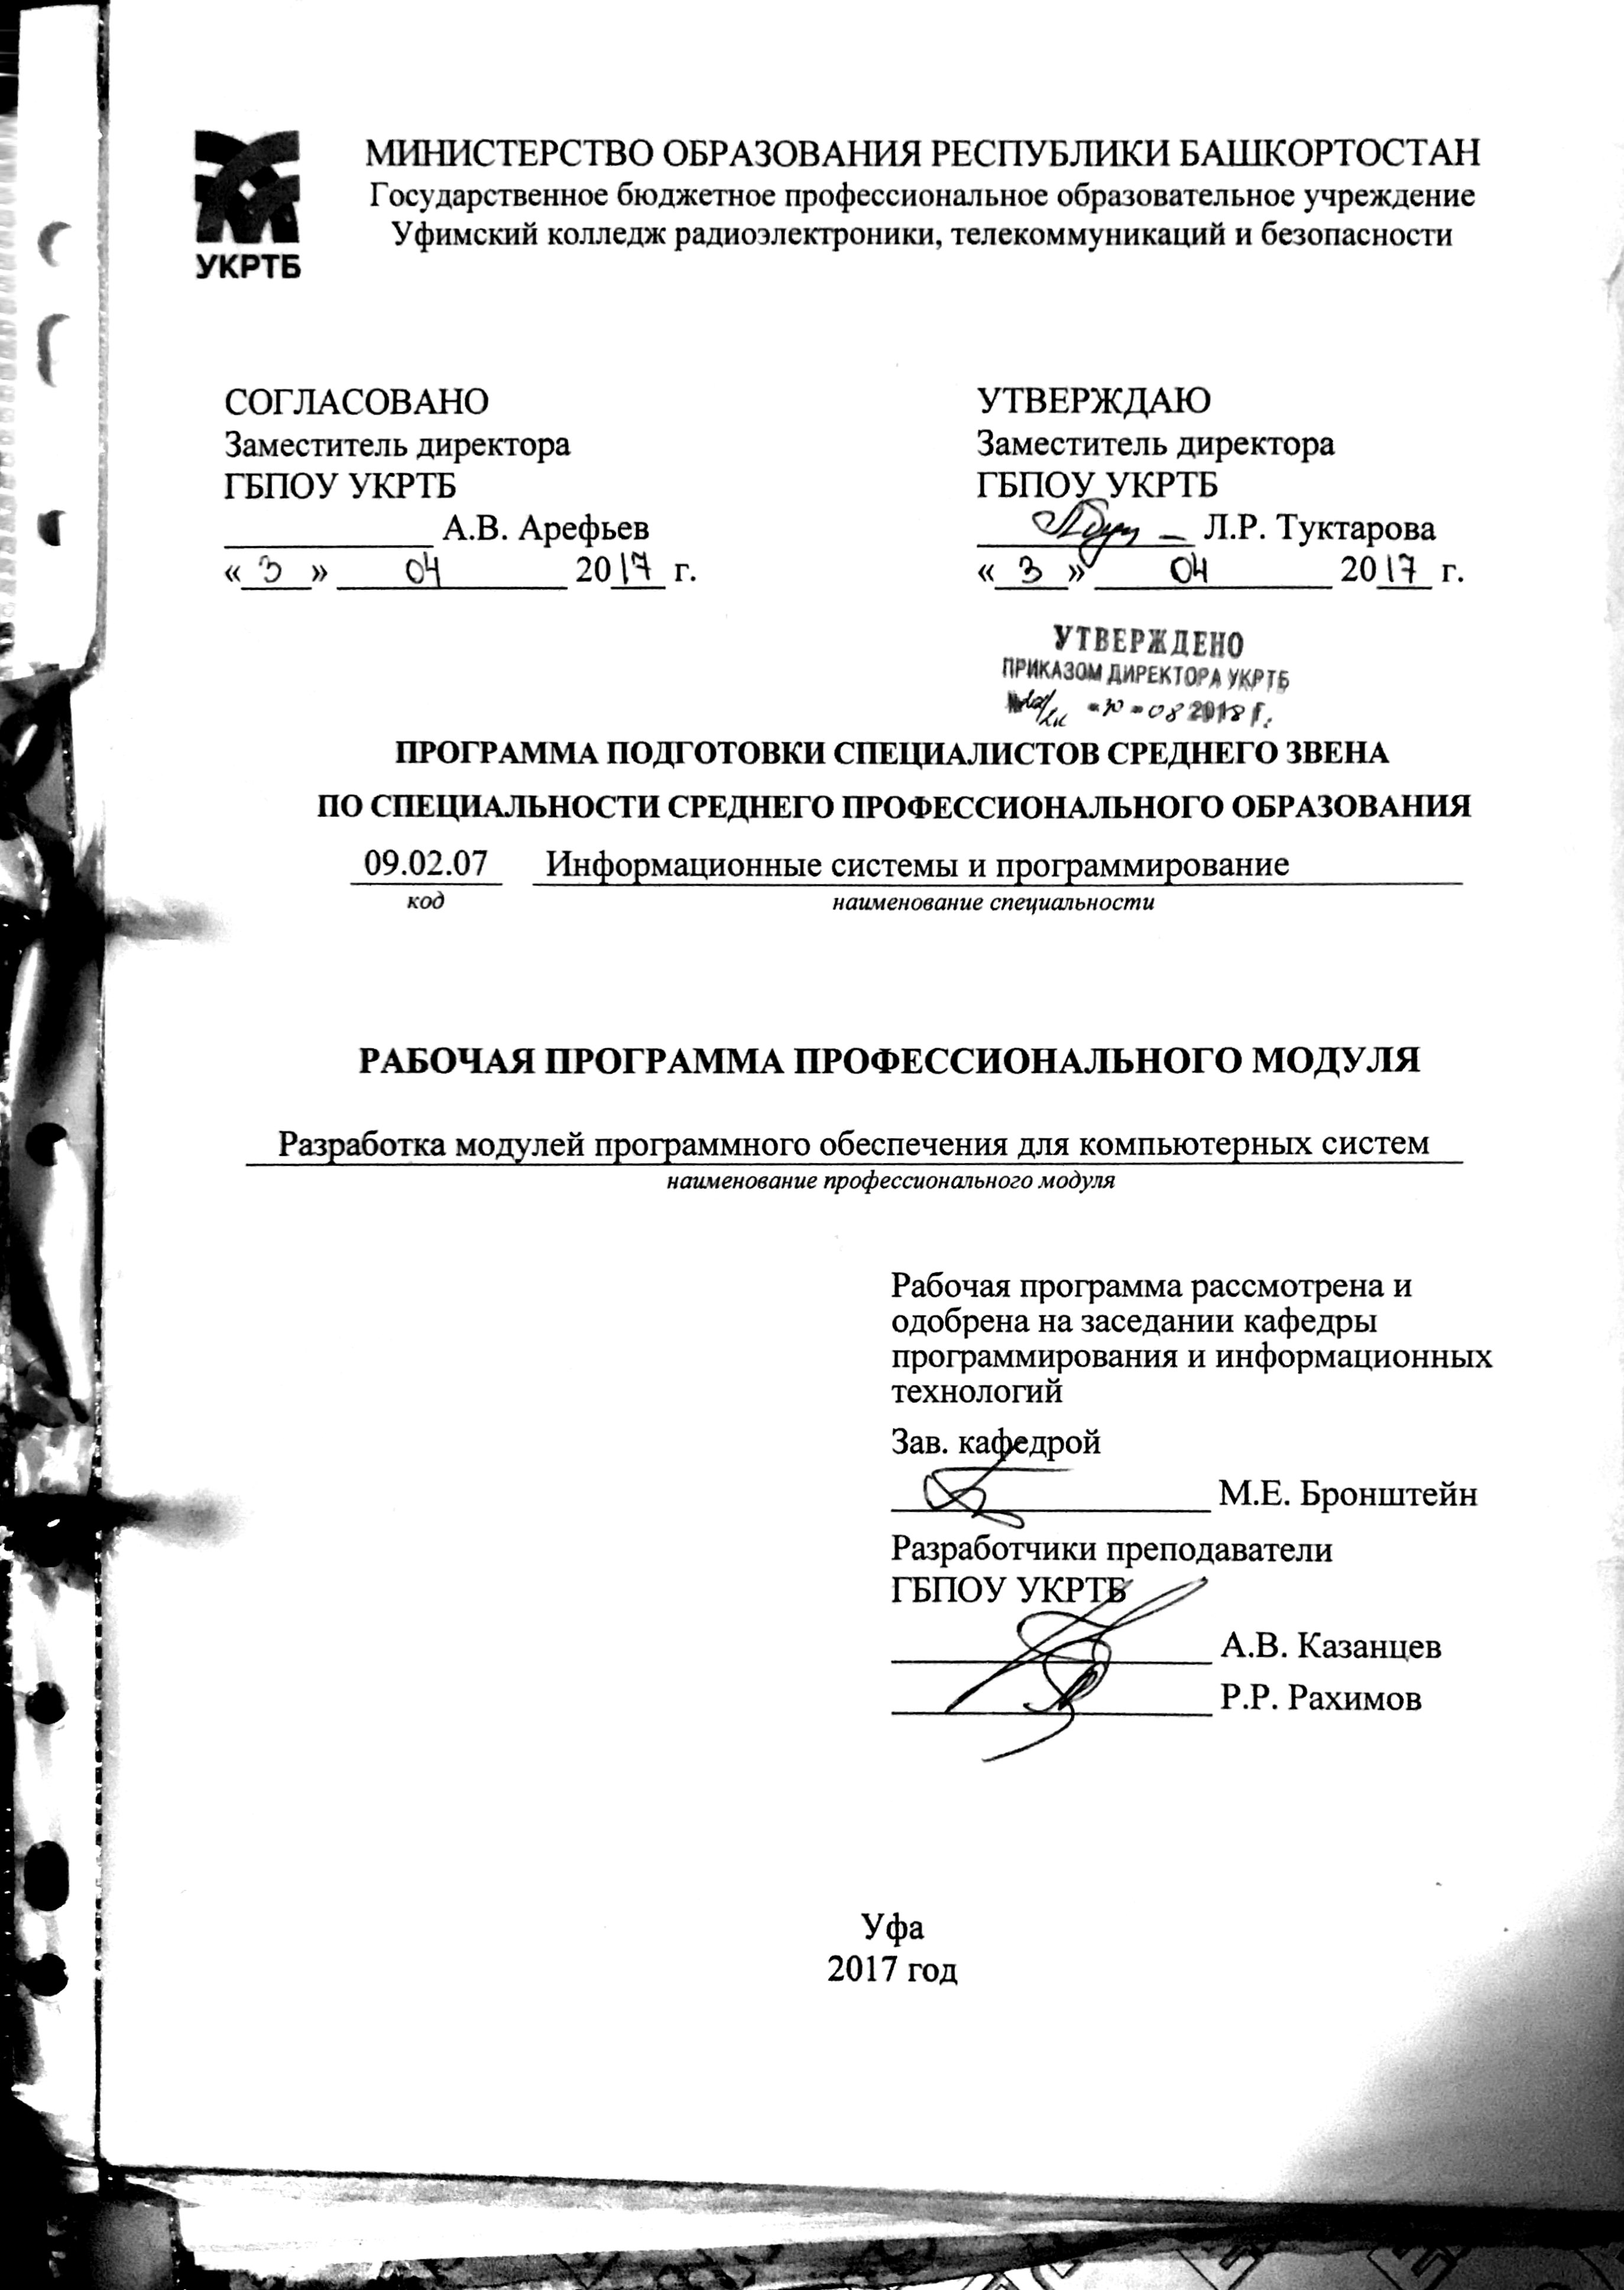 УКРТБ
МИНИСТЕРСТВО ОБРАЗОВАНИЯ РЕСПУБЛИКИ БАШКОРТОСТАН
Государственное бюджетное профессиональное образовательное учреждение
Уфимский колледж радиоэлектроники, телекоммуникаций и безопасности
СОГЛАСОВАНО
Заместитель директора
ГБПОУ УКРТБ
А.В. Арефьев
« 3 » 04 2017 г.
УТВЕРЖДАЮ
Заместитель директора
ГБПОУ УКРТБ
Л.Р. Туктарова
« 3 » 04 2017 г.
УТВЕРЖДЕНО
ПРИКАЗОМ ДИРЕКТОРА УКРТБ
08 2018 г.
ПРОГРАММА ПОДГОТОВКИ СПЕЦИАЛИСТОВ СРЕДНЕГО ЗВЕНА
ПО СПЕЦИАЛЬНОСТИ СРЕДНЕГО ПРОФЕССИОНАЛЬНОГО ОБРАЗОВАНИЯ
09.02.07 Информационные системы и программирование
код наименование специальности
РАБОЧАЯ ПРОГРАММА ПРОФЕССИОНАЛЬНОГО МОДУЛЯ
Разработка модулей программного обеспечения для компьютерных систем
наименование профессионального модуля
Рабочая программа рассмотрена и
одобрена на заседании кафедры
программирования и информационных
технологий
Зав. кафедрой
М.Е. Бронштейн
Разработчики преподаватели
ГБПОУ УКРТБ
А.В. Казанцев
Р.Р. Рахимов
Уфа
2017 год